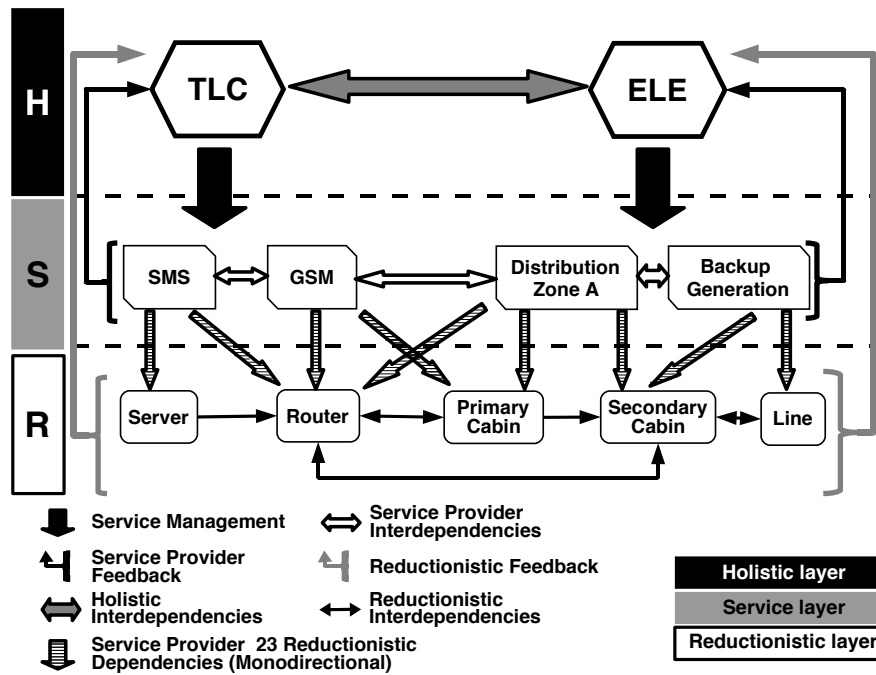 H
TLC
ELE
S
SMS
GSM
Distribution
Zone A
Backup
Generation
R
Server
Router
Primary
Cabin
Secondary
Cabin
Line
Service Management
Service Provider
Interdependencies
Service Provider
Feedback
Reductionistic Feedback
Holistic
Interdependencies
Reductionistic
Interdependencies
Service Provider 23 Reductionistic
Dependencies (Monodirectional)
Holistic layer
Service layer
Reductionistic layer